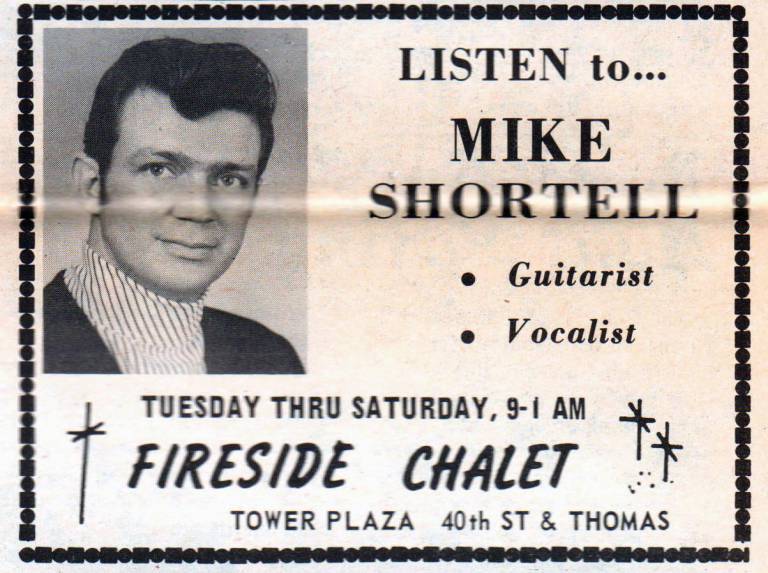 LISTEN to...
MIKE
SHORTELL
• Guitarist
• Vocalist
TUESDAY THRU SATURDAY, 9-1 AM
FIRESIDE CHALET
TOWER PLAZA 40th ST & THOMAS